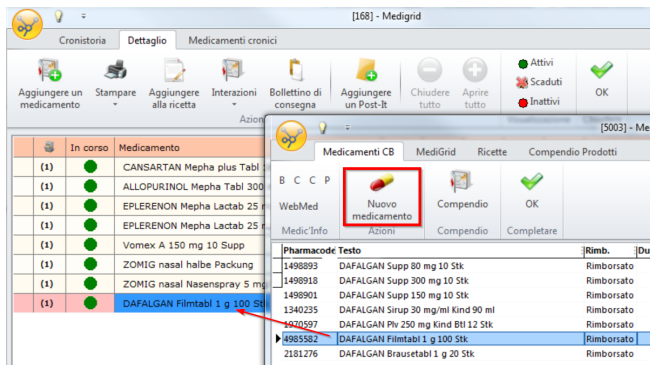 [168] - Medigrid
Cronistoria Dettaglio Medicamenti cronici
Aggiungere un medicamento
Stampare
Aggiungere alla ricetta
Interazioni
Bollettino di consegna
Aggiungere un Post-It
Chiudere tutto
Aprire tutto
Attivi
Scaduti
Inattivi
OK
Azion
In corso Medicamento
(1) CANSARTAN Mepha plus Tabl
(1) ALLOPURINOL Mepha Tabl 300
(1) EPLERENON Mepha Lactab 25
(1) EPLERENON Mepha Lactab 25
(1) Vomex A 150 mg 10 Supp
(1) ZOMIG nasal halbe Packung
(1) ZOMIG nasal Nasenspray 5 mg
(1) DAFALGAN Filmtabl 1 g 100 St
[5003] - Me
Medicamenti CB MediGrid Ricette Compendio Prodotti
B C C P
WebMed
Medic'Info
Nuovo medicamento
Azioni
Compendio
Compendio
OK
Completare
Pharmacode Testo Rimb. Du
1498893 DAFALGAN Supp 80 mg 10 Stk Rimborsato
1498918 DAFALGAN Supp 300 mg 10 Stk Rimborsato
1498901 DAFALGAN Supp 150 mg 10 Stk Rimborsato
1340235 DAFALGAN Sirup 30 mg/ml Kind 90 ml Rimborsato
1970597 DAFALGAN Plv 250 mg Kind Btl 12 Stk Rimborsato
4985582 DAFALGAN Filmtabl 1 g 100 Stk Rimborsato
2181276 DAFALGAN Brausetabl 1 g 20 Stk Rimborsato